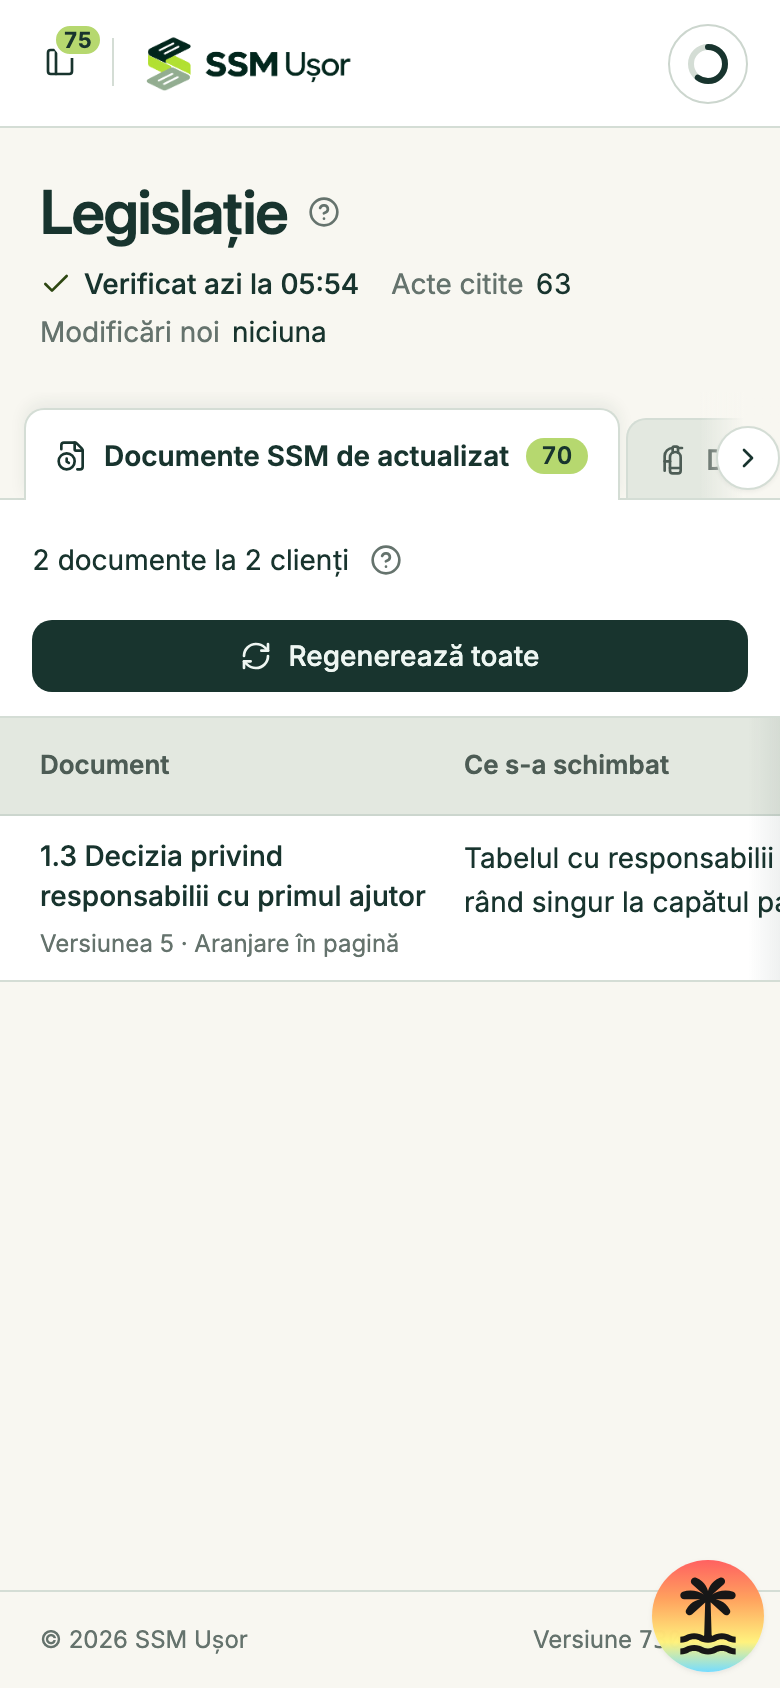 75
SSM Ușor
Legislație
Verificat azi la 05:54 Acte citite 63
Modificări noi niciuna
Documente SSM de actualizat 70
2 documente la 2 clienți
Regenerează toate
Document Ce s-a schimbat
1.3 Decizia privind
responsabilii cu primul ajutor
Tabelul cu responsabilii
rând singur la capătul
Versiunea 5 · Aranjare în pagină
© 2026 SSM Ușor Versiune